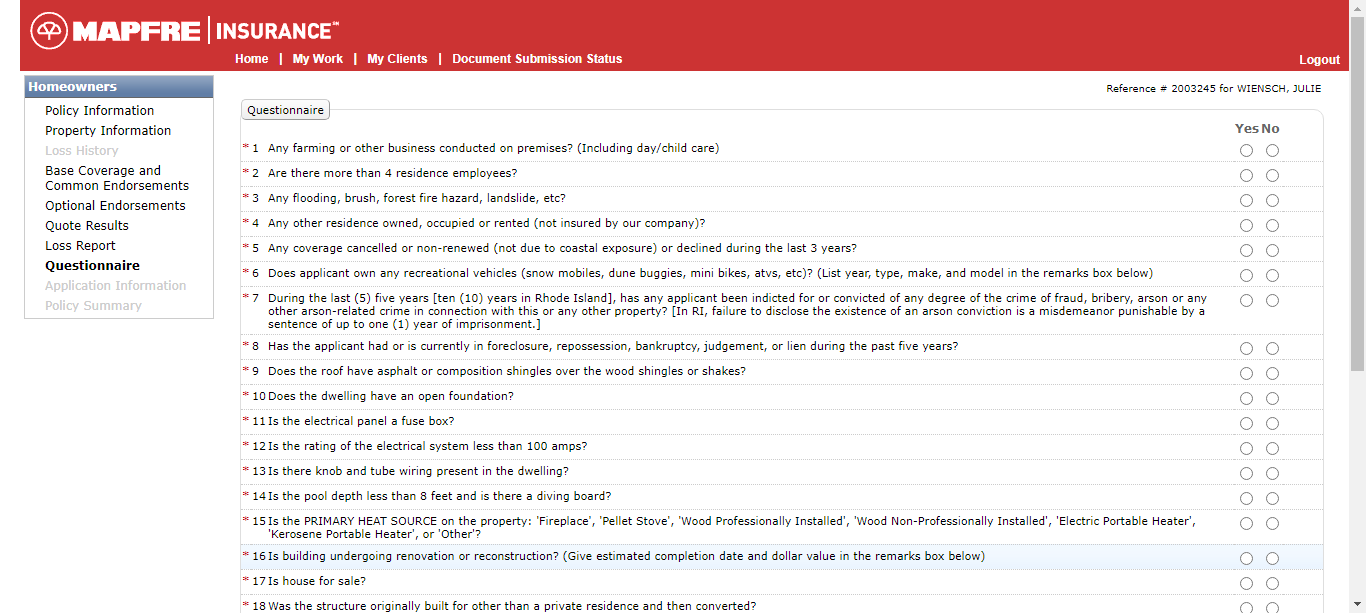 MAPFRE | INSURANCE℠
Home | My Work | My Clients | Document Submission Status
Logout
Homeowners
Policy Information
Property Information
Loss History
Base Coverage and
Common Endorsements
Optional Endorsements
Quote Results
Loss Report
Questionnaire
Application Information
Policy Summary
Reference # 2003245 for WIENSCH, JULIE
Questionnaire
Yes No
* 1 Any farming or other business conducted on premises? (Including day/child care)
* 2 Are there more than 4 residence employees?
* 3 Any flooding, brush, forest fire hazard, landslide, etc?
* 4 Any other residence owned, occupied or rented (not insured by our company)?
* 5 Any coverage cancelled or non-renewed (not due to coastal exposure) or declined during the last 3 years?
* 6 Does applicant own any recreational vehicles (snow mobiles, dune buggies, mini bikes, atvs, etc)? (List year, type, make, and model in the remarks box below)
* 7 During the last (5) five years [ten (10) years in Rhode Island], has any applicant been indicted for or convicted of any degree of the crime of fraud, bribery, arson or any
other arson-related crime in connection with this or any other property? [In RI, failure to disclose the existence of an arson conviction is a misdemeanor punishable by a
sentence of up to one (1) year of imprisonment.]
* 8 Has the applicant had or is currently in foreclosure, repossession, bankruptcy, judgement, or lien during the past five years?
* 9 Does the roof have asphalt or composition shingles over the wood shingles or shakes?
* 10 Does the dwelling have an open foundation?
* 11 Is the electrical panel a fuse box?
* 12 Is the rating of the electrical system less than 100 amps?
* 13 Is there knob and tube wiring present in the dwelling?
* 14 Is the pool depth less than 8 feet and is there a diving board?
* 15 Is the PRIMARY HEAT SOURCE on the property: 'Fireplace', 'Pellet Stove', 'Wood Professionally Installed', 'Wood Non-Professionally Installed', 'Electric Portable Heater',
'Kerosene Portable Heater', or 'Other'?
* 16 Is building undergoing renovation or reconstruction? (Give estimated completion date and dollar value in the remarks box below)
* 17 Is house for sale?
* 18 Was the structure originally built for other than a private residence and then converted?